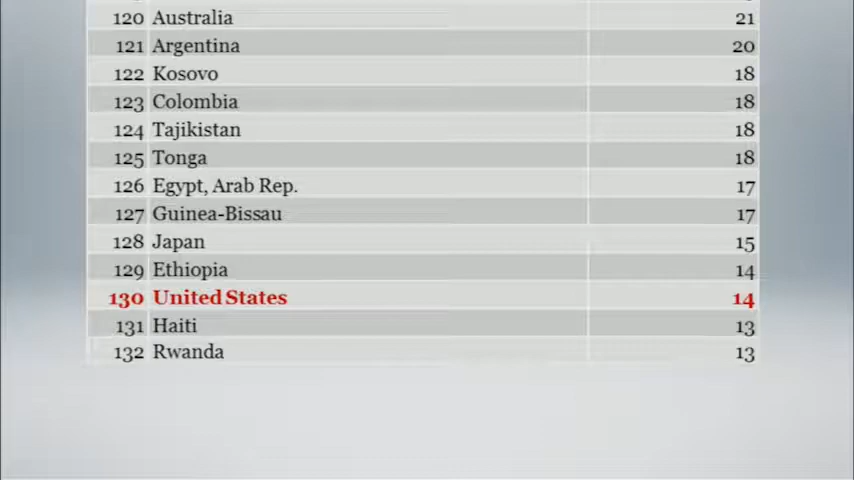 120 Australia 21
121 Argentina 20
122 Kosovo 18
123 Colombia 18
124 Tajikistan 18
125 Tonga 18
126 Egypt, Arab Rep. 17
127 Guinea-Bissau 17
128 Japan 15
129 Ethiopia 14
130 United States 14
131 Haiti 13
132 Rwanda 13